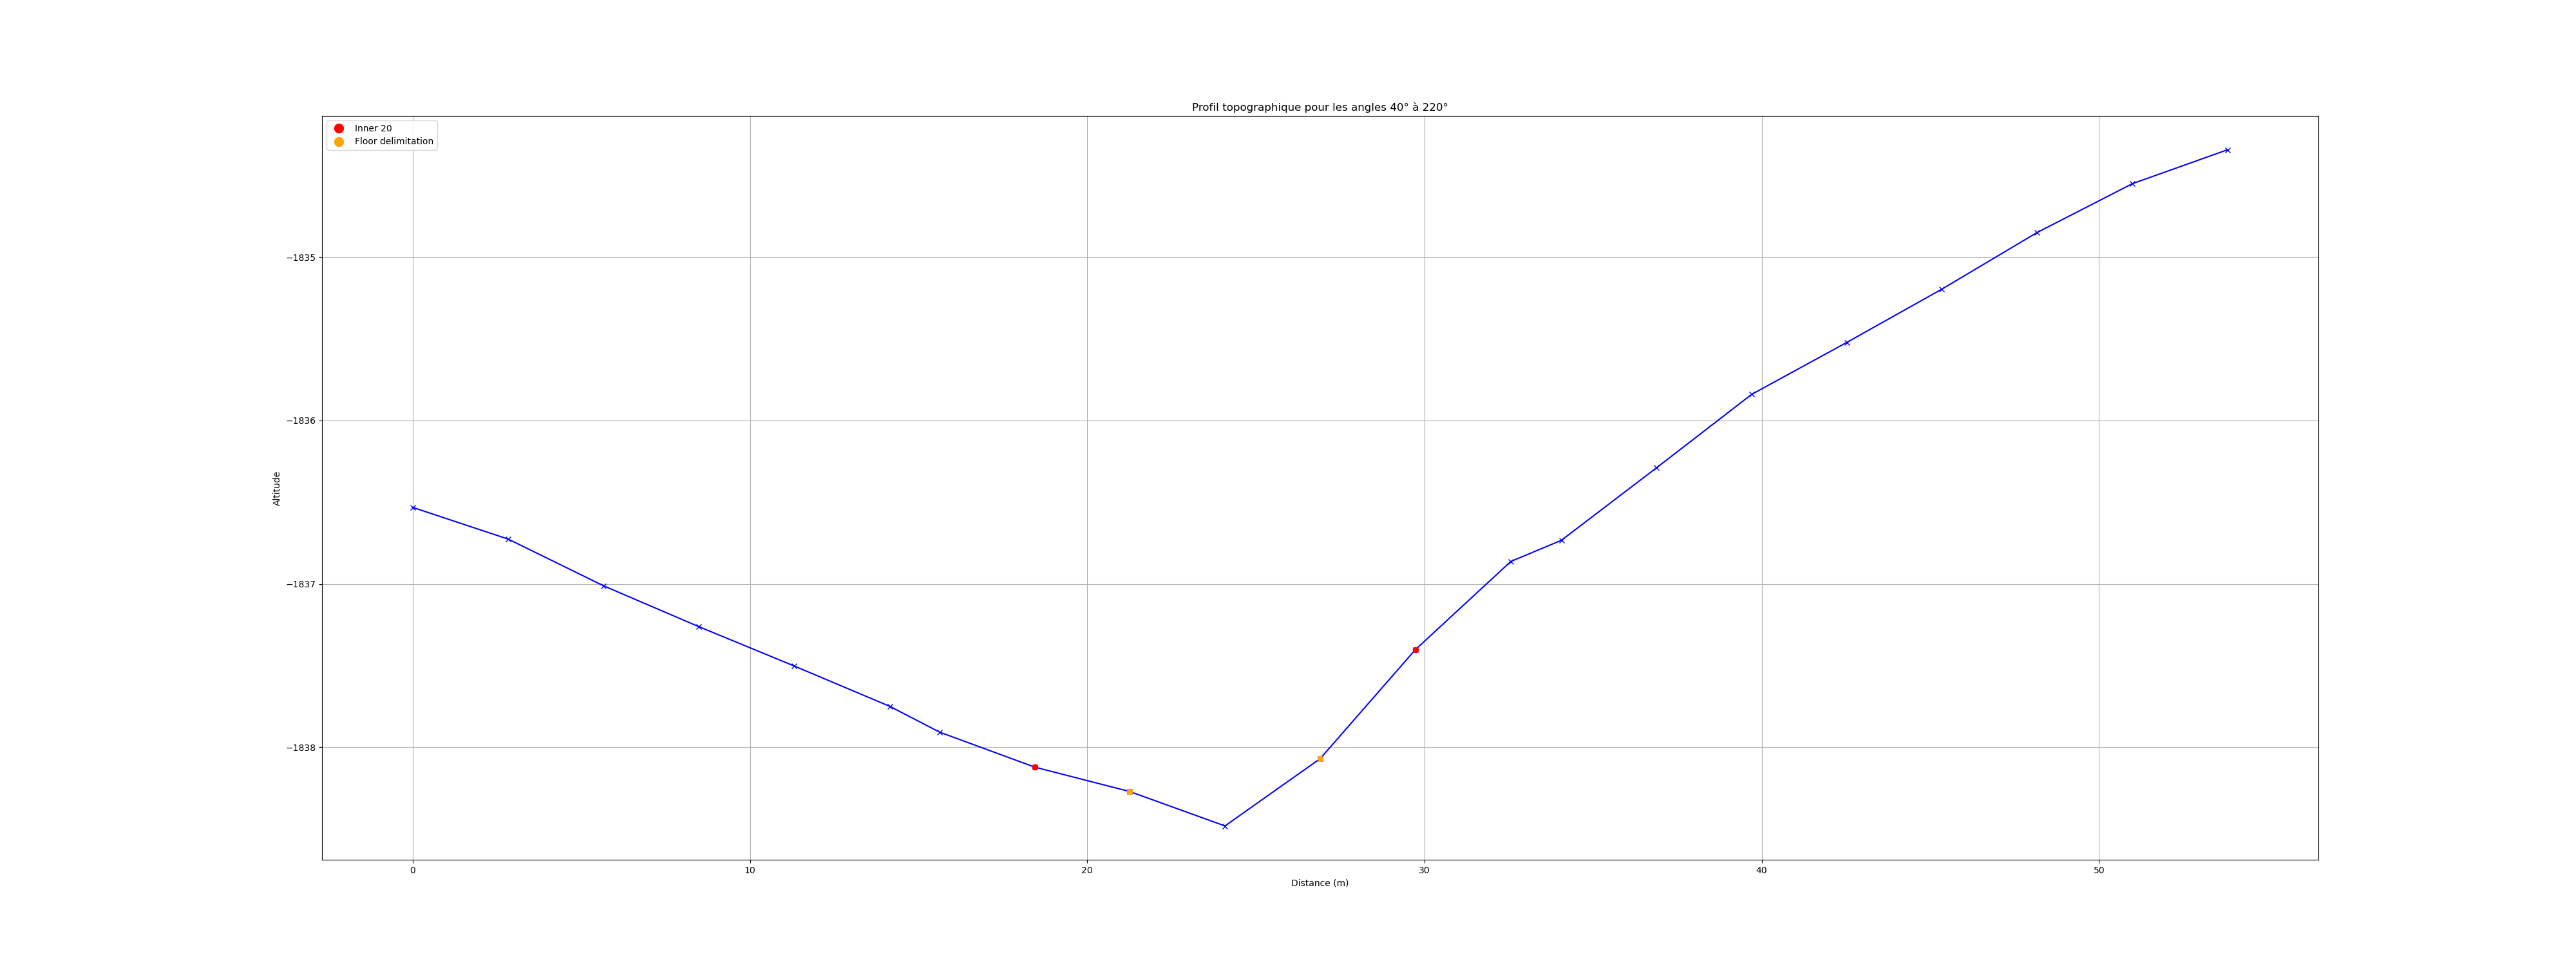 Profil topographique pour les angles 40° à 220°
Inner 20
Floor delimitation
Altitude
−1835
−1836
−1837
−1838
0
10
20
30
40
50
Distance (m)